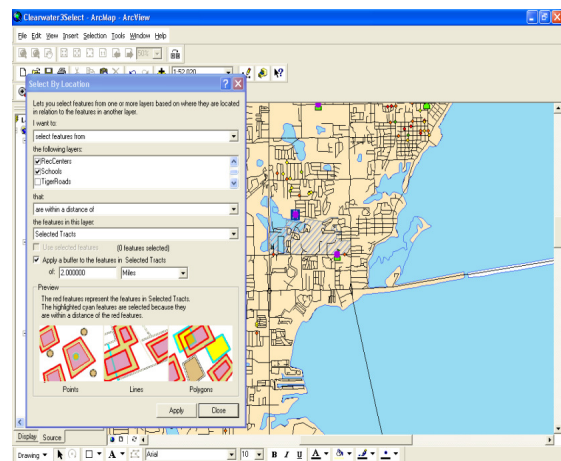 Clearwater3Select - ArcMap - ArcView
File Edit View Insert Selection Tools Window Help
50%
1:52,020
Select By Location
Lets you select features from one or more layers based on where they are located
in relation to the features in another layer.
I want to:
select features from
the following layers:
RecCenters
Schools
TigerRoads
that:
are within a distance of
the features in this layer:
Selected Tracts
Use selected features (0 features selected)
Apply a buffer to the features in Selected Tracts
of: 2.000000 Miles
Preview
The red features represent the features in Selected Tracts.
The highlighted cyan features are selected because they
are within a distance of the red features.
Points Lines Polygons
Apply Close
Display Source
Drawing A Arial 10 B I U A